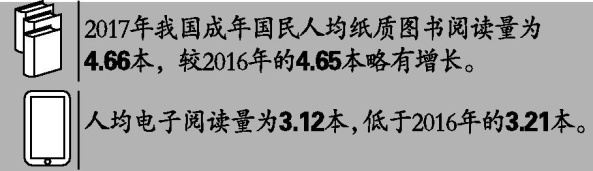 2017年我国成年国民人均纸质图书阅读量为
4.66本，较2016年的4.65本略有增长。
人均电子阅读量为3.12本，低于2016年的3.21本。